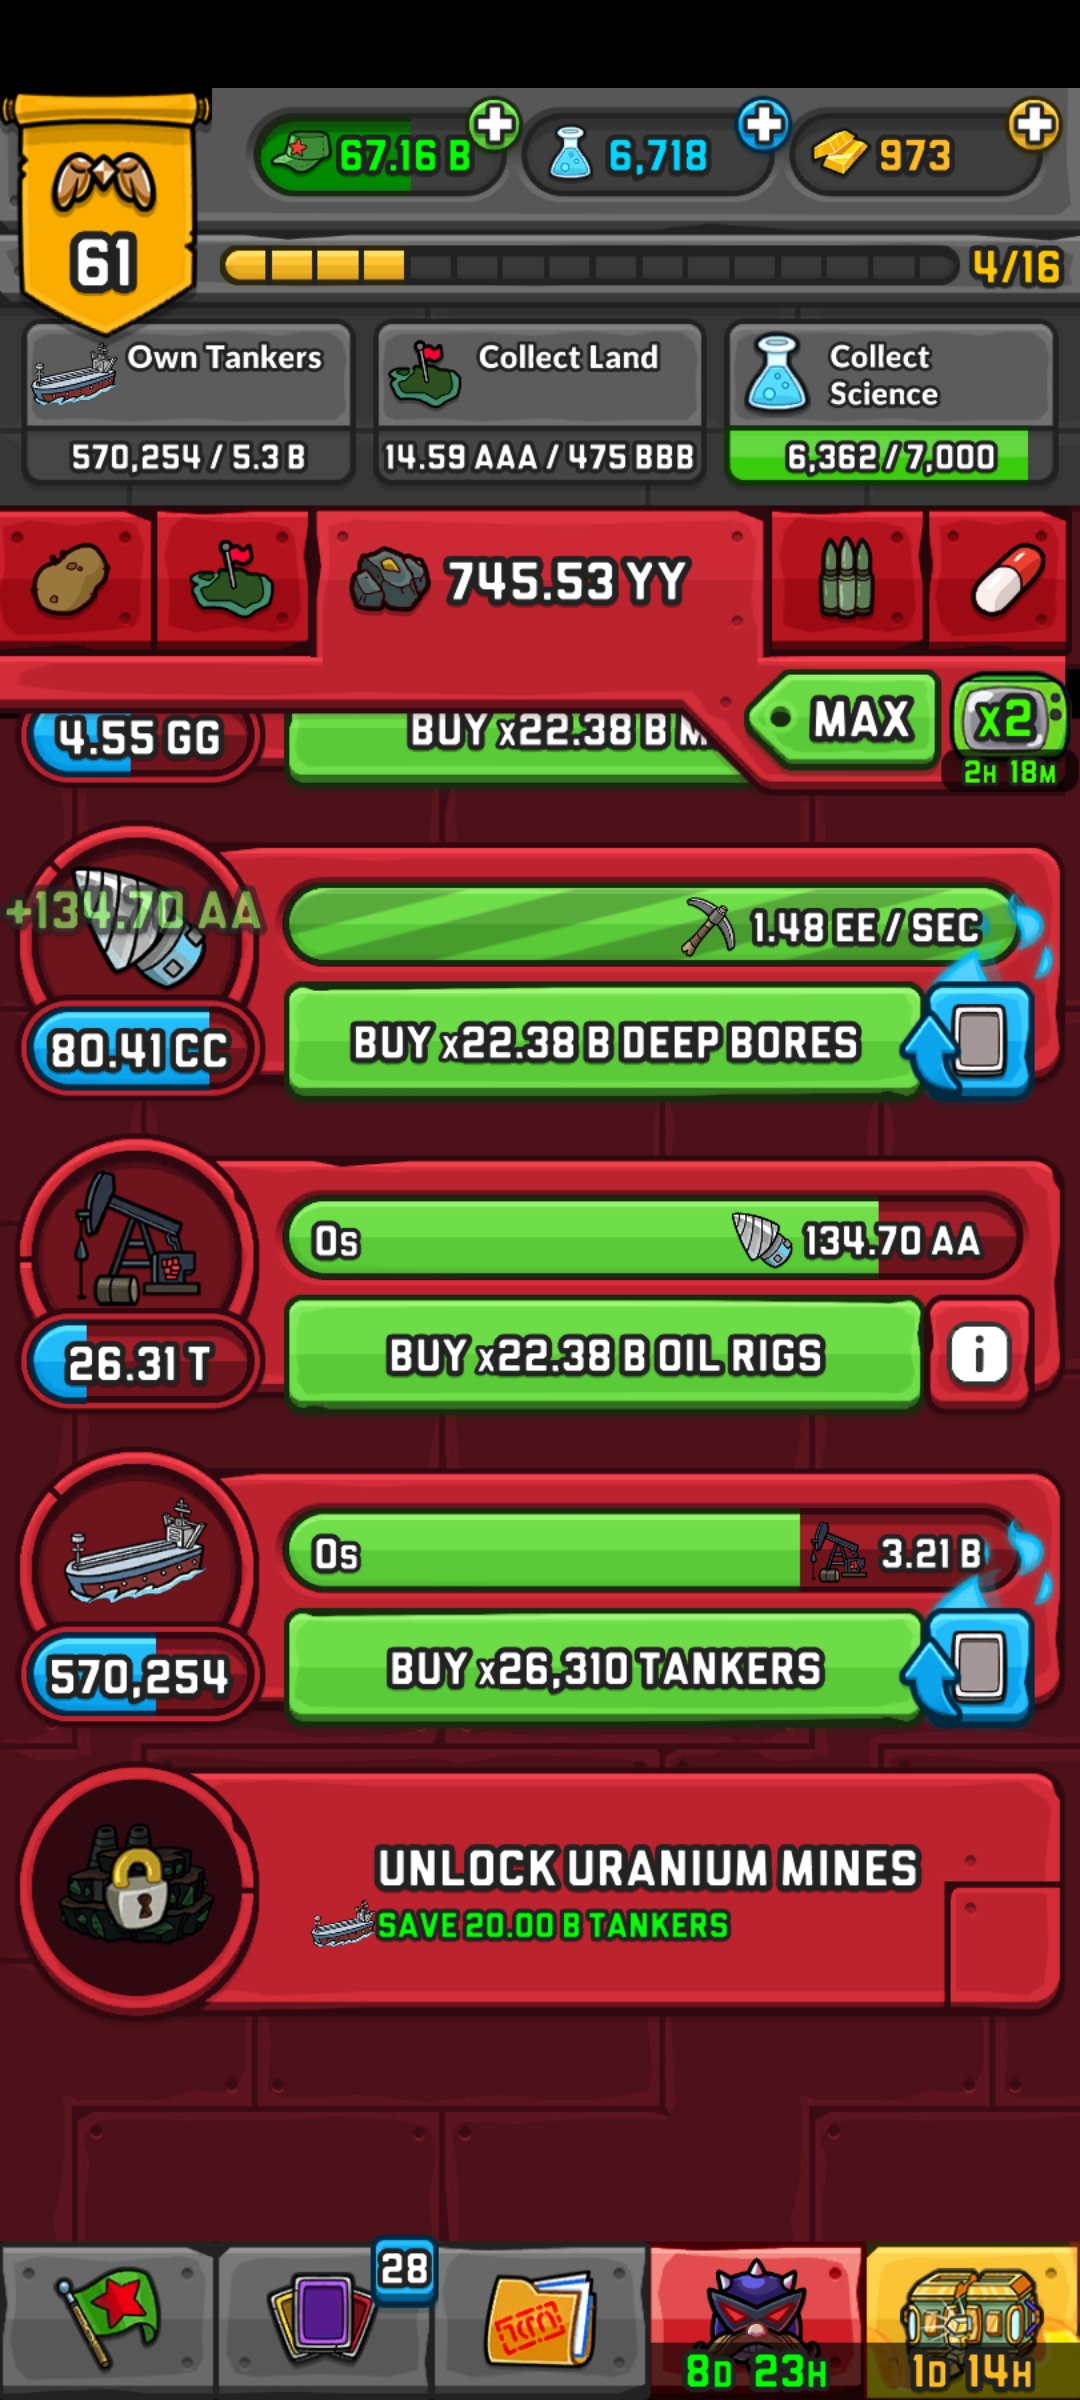 67.16 B
6,718
973
61
4/16
Own Tankers
570,254 / 5.3 B
Collect Land
14.59 AAA / 475 BBB
Collect
Science
6,362 / 7,000
745.53 YY
MAX
x2
2H 18M
4.55 GG
BUY x22.38 B
+134.70 AA
1.48 EE / SEC
80.41 CC
BUY x22.38 B DEEP BORES
0s
134.70 AA
26.31 T
BUY x22.38 B OIL RIGS
i
0s
3.21 B
570,254
BUY x26,310 TANKERS
UNLOCK URANIUM MINES
SAVE 20.00 B TANKERS
28
8D 23H
1D 14H